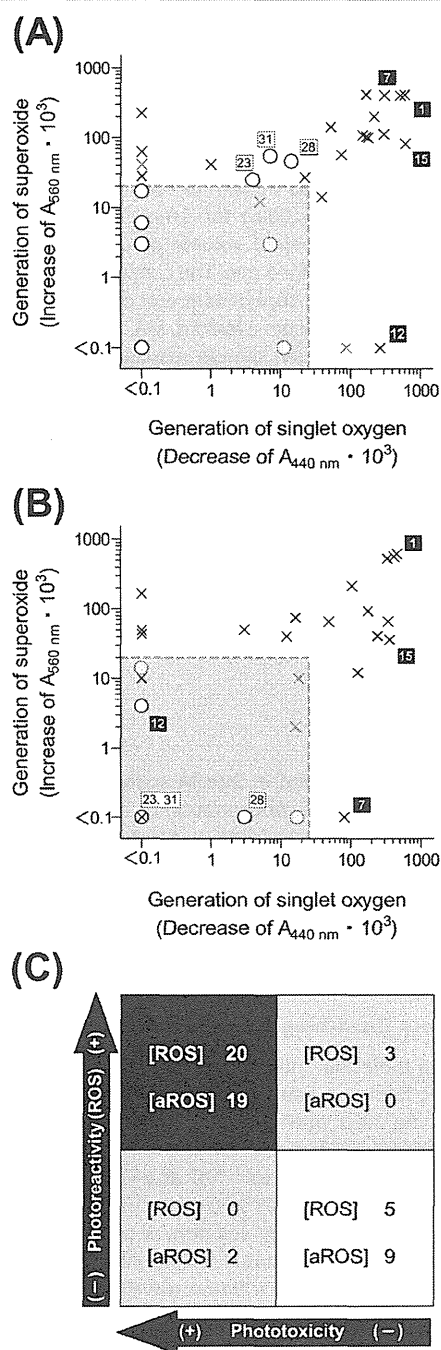 (A)
Generation of superoxide
(Increase of A560 nm • 10³)
1000
100
10
1
<0.1
7
1
31
28
23
15
12
<0.1 1 10 100 1000
Generation of singlet oxygen
(Decrease of A440 nm • 10³)
(B)
Generation of superoxide
(Increase of A560 nm • 10³)
1000
100
10
1
<0.1
1
15
12
23. 31
28
7
<0.1 1 10 100 1000
Generation of singlet oxygen
(Decrease of A440 nm • 10³)
(C)
(−) Photoreactivity (ROS) (+)
[ROS] 20
[aROS] 19
[ROS] 3
[aROS] 0
[ROS] 0
[aROS] 2
[ROS] 5
[aROS] 9
(+) Phototoxicity (−)